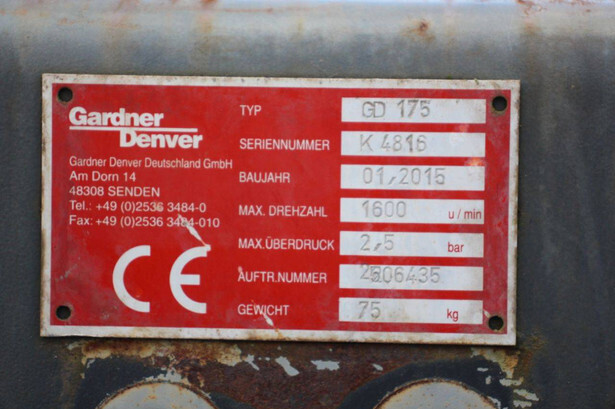 Gardner
Denver
Gardner Denver Deutschland GmbH
Am Dorn 14
48308 SENDEN
Tel.: +49 (0)2536 3484-0
Fax: +49 (0)2536 3484-010
CE
TYP GD 175
SERIENNUMMER K 4816
BAUJAHR 01,2015
MAX. DREHZAHL 1600 u/min
MAX.ÜBERDRUCK 2,5 bar
AUFTR.NUMMER
GEWICHT 75 kg